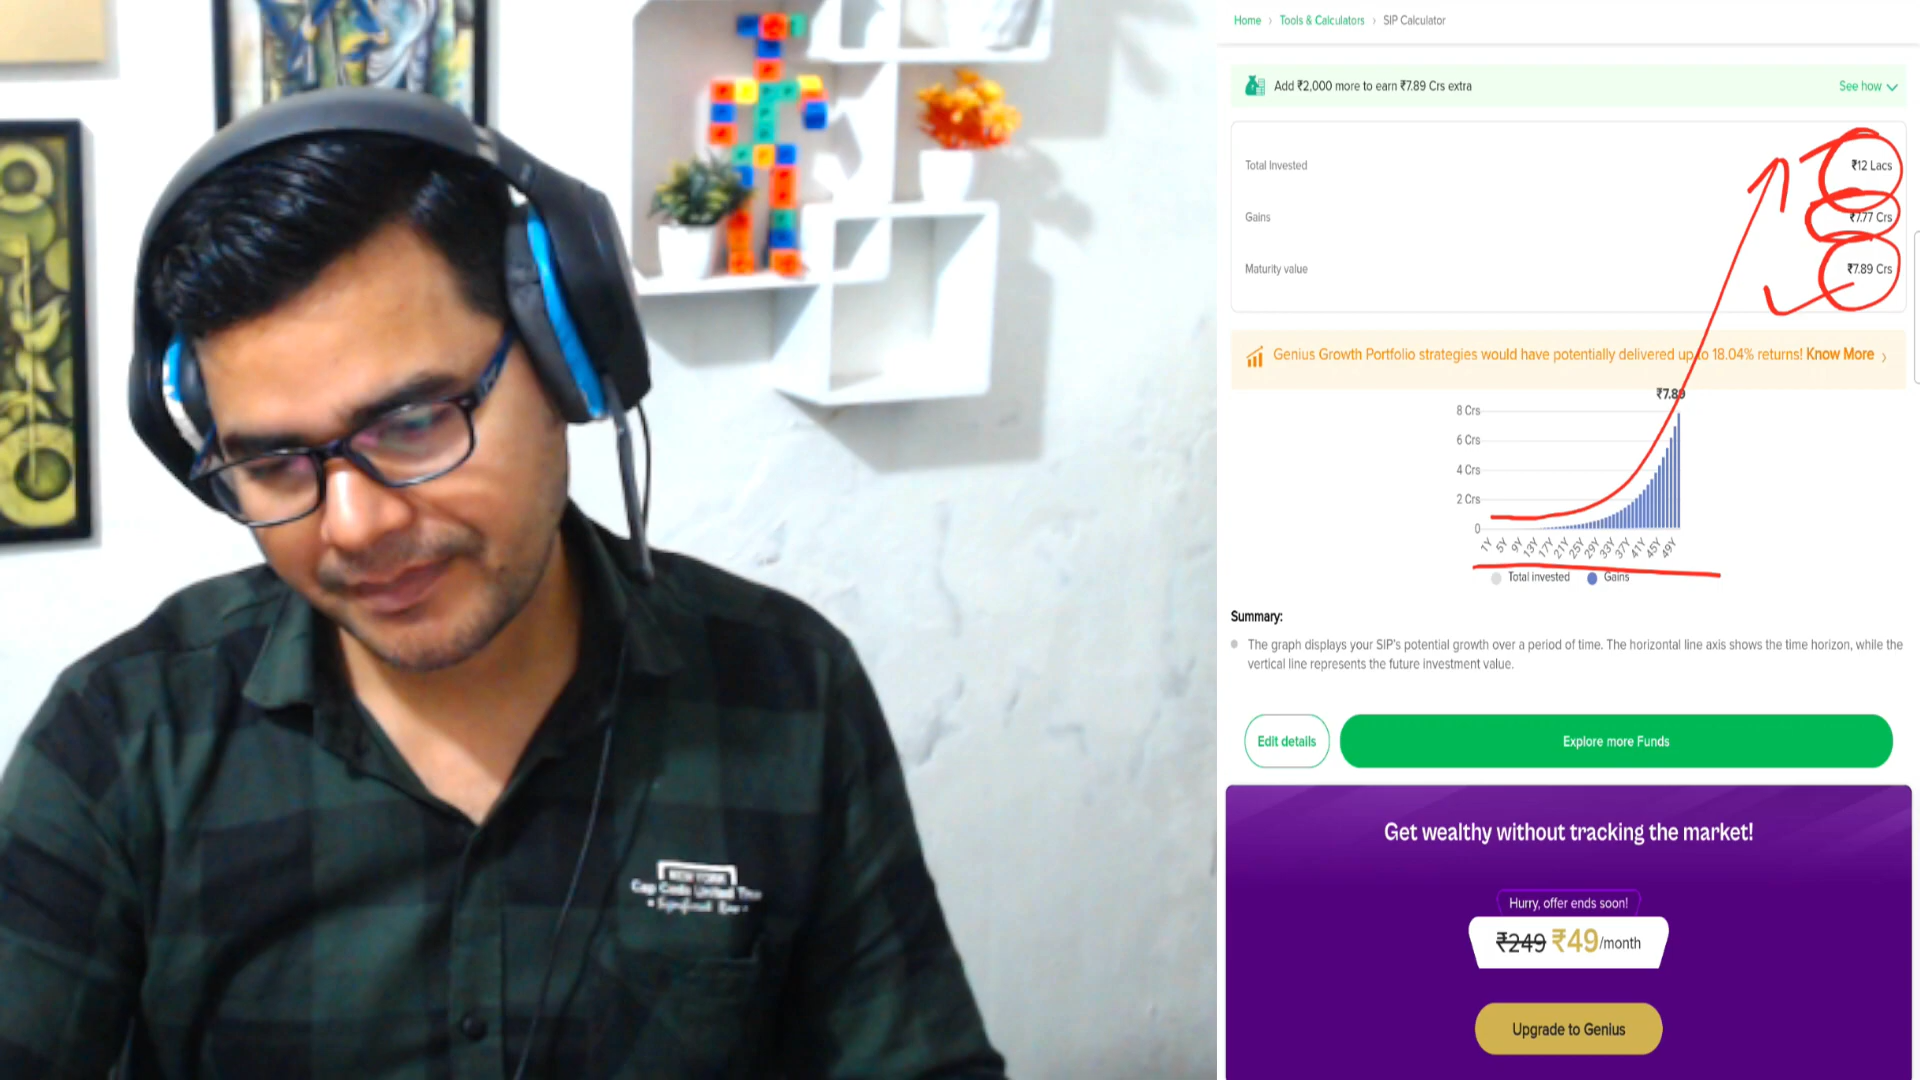 Home > Tools & Calculators > SIP Calculator
Add ₹2,000 more to earn ₹7.89 Crs extra
See how
Total Invested
₹12 Lacs
Gains
₹7.77 Crs
Maturity value
₹7.89 Crs
Genius Growth Portfolio strategies would have potentially delivered upto 18.04% returns! Know More >
₹7.89
8 Crs
6 Crs
4 Crs
2 Crs
0
1Y 5Y 9Y 13Y 17Y 21Y 25Y 29Y 33Y 37Y 41Y 45Y 49Y
Total invested
Gains
Summary:
The graph displays your SIP's potential growth over a period of time. The horizontal line axis shows the time horizon, while the
vertical line represents the future investment value.
Edit details
Explore more Funds
Get wealthy without tracking the market!
Hurry, offer ends soon!
₹249 ₹49/month
Upgrade to Genius
NEW YORK